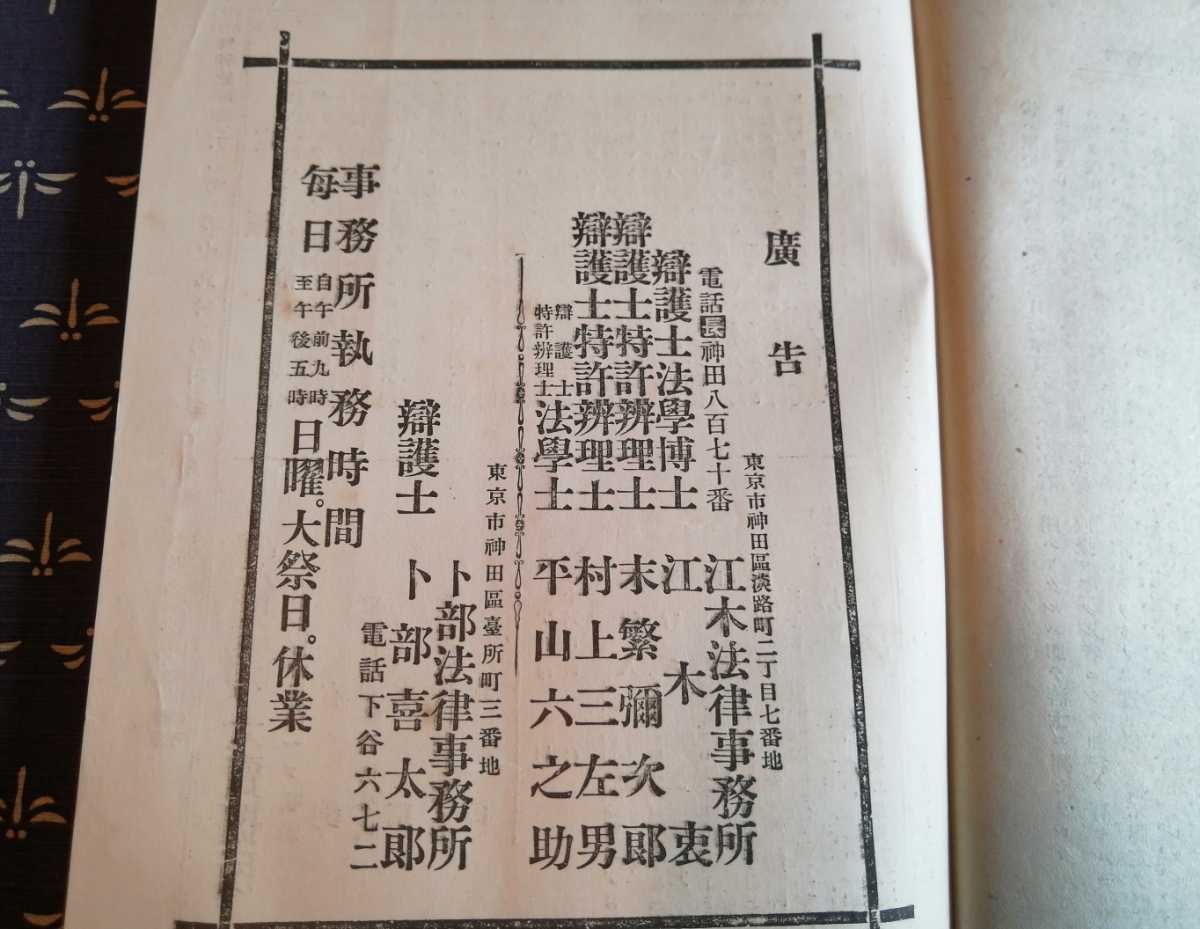 廣告
東京市神田區淡路町二丁目七番地
江木法律事務所
電話長神田八百七十番
辯護士法學博士 江木衷
辯護士特許辨理士 末繁彌次郎
辯護士特許辨理士 村上三左男
辯護士
特許辨理士
法學士 平山六之助
東京市神田區臺所町三番地
卜部法律事務所
辯護士 卜部喜太郎
電話下谷六七二
事務所執務時間
每日
自午前九時
至午後五時
日曜。大祭日。休業